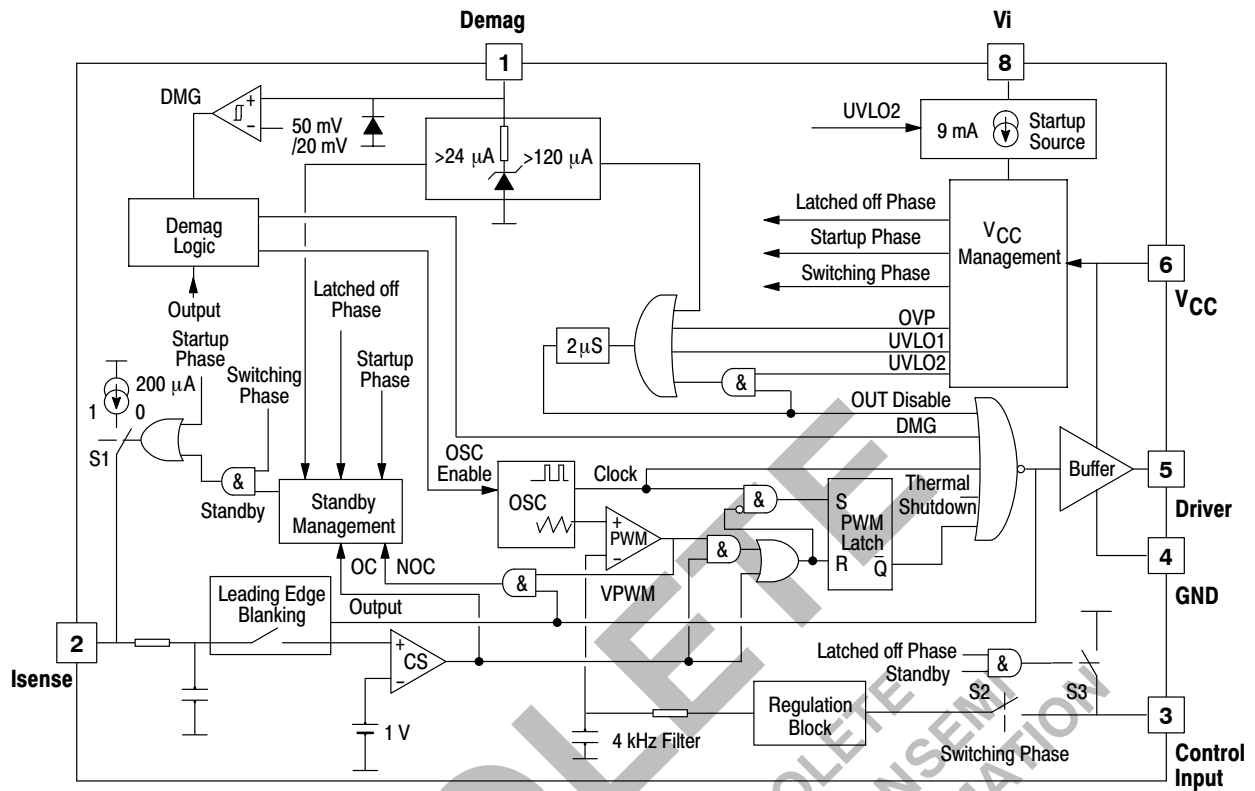 Demag
Vi
1
8
DMG
+
−
50 mV
/20 mV
UVLO2
9 mA
Startup
Source
>24 μA
>120 μA
Demag
Logic
Latched off Phase
Startup Phase
Switching Phase
VCC
Management
6
VCC
Output
Latched off
Phase
Startup
Phase
Startup
Phase
Switching
Phase
200 μA
1
0
S1
2 μS
OVP
UVLO1
UVLO2
&
OUT Disable
DMG
&
Standby
Standby
Management
OSC
Enable
OSC
Clock
+
PWM
−
&
&
S
PWM
Latch
R
Q̅
Thermal
Shutdown
Buffer
5
Driver
4
GND
OC
NOC
&
VPWM
Leading Edge
Blanking
Output
2
Isense
+
CS
−
1 V
4 kHz Filter
Regulation
Block
Latched off Phase
Standby
&
S2
S3
Switching Phase
3
Control
Input